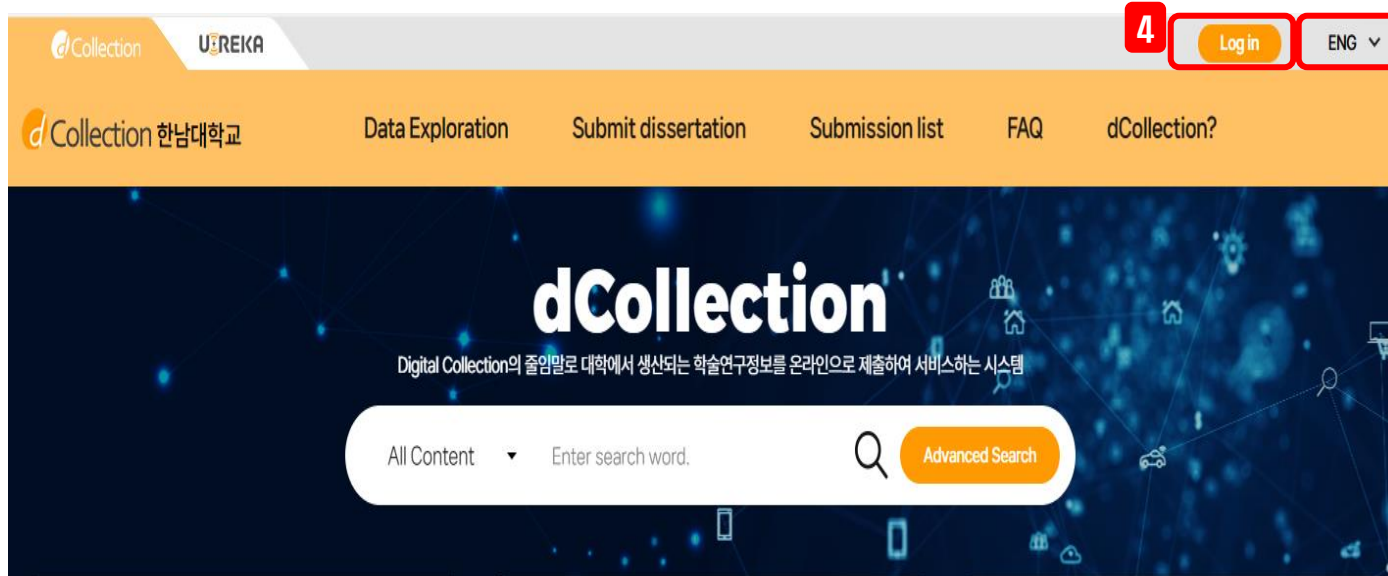 4
dCollection
UREKA
Log in
ENG
dCollection 한남대학교
Data Exploration
Submit dissertation
Submission list
FAQ
dCollection?
dCollection
Digital Collection의 줄임말로 대학에서 생산되는 학술연구정보를 온라인으로 제출하여 서비스하는 시스템
All Content
Enter search word.
Advanced Search